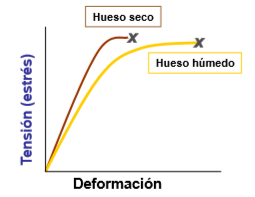 Hueso seco
x
x
Hueso húmedo
Tensión (estrés)
Deformación